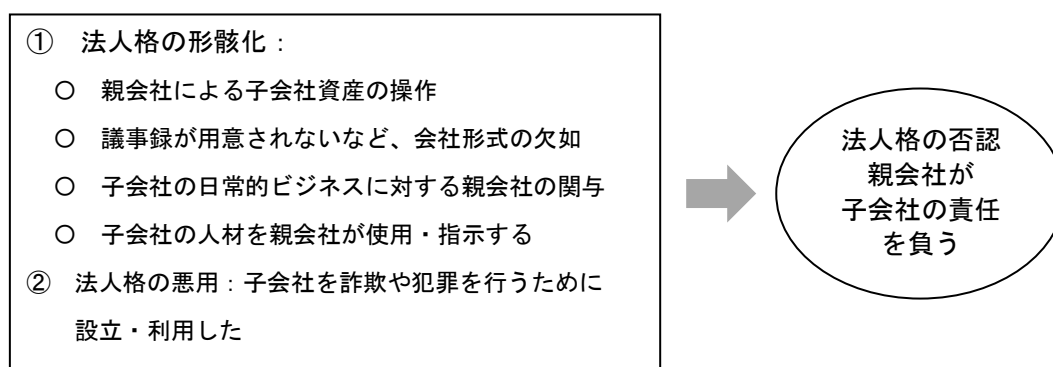 ① 法人格の形骸化：
○ 親会社による子会社資産の操作
○ 議事録が用意されないなど、会社形式の欠如
○ 子会社の日常的ビジネスに対する親会社の関与
○ 子会社の人材を親会社が使用・指示する
② 法人格の悪用：子会社を詐欺や犯罪を行うために
設立・利用した
法人格の否認
親会社が
子会社の責任
を負う